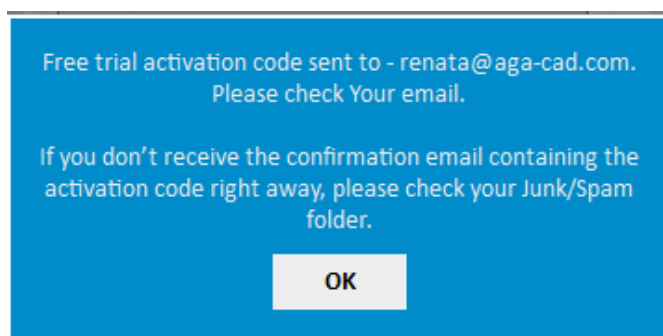 Free trial activation code sent to - renata@aga-cad.com.
Please check Your email.
If you don’t receive the confirmation email containing the
activation code right away, please check your Junk/Spam
folder.
OK